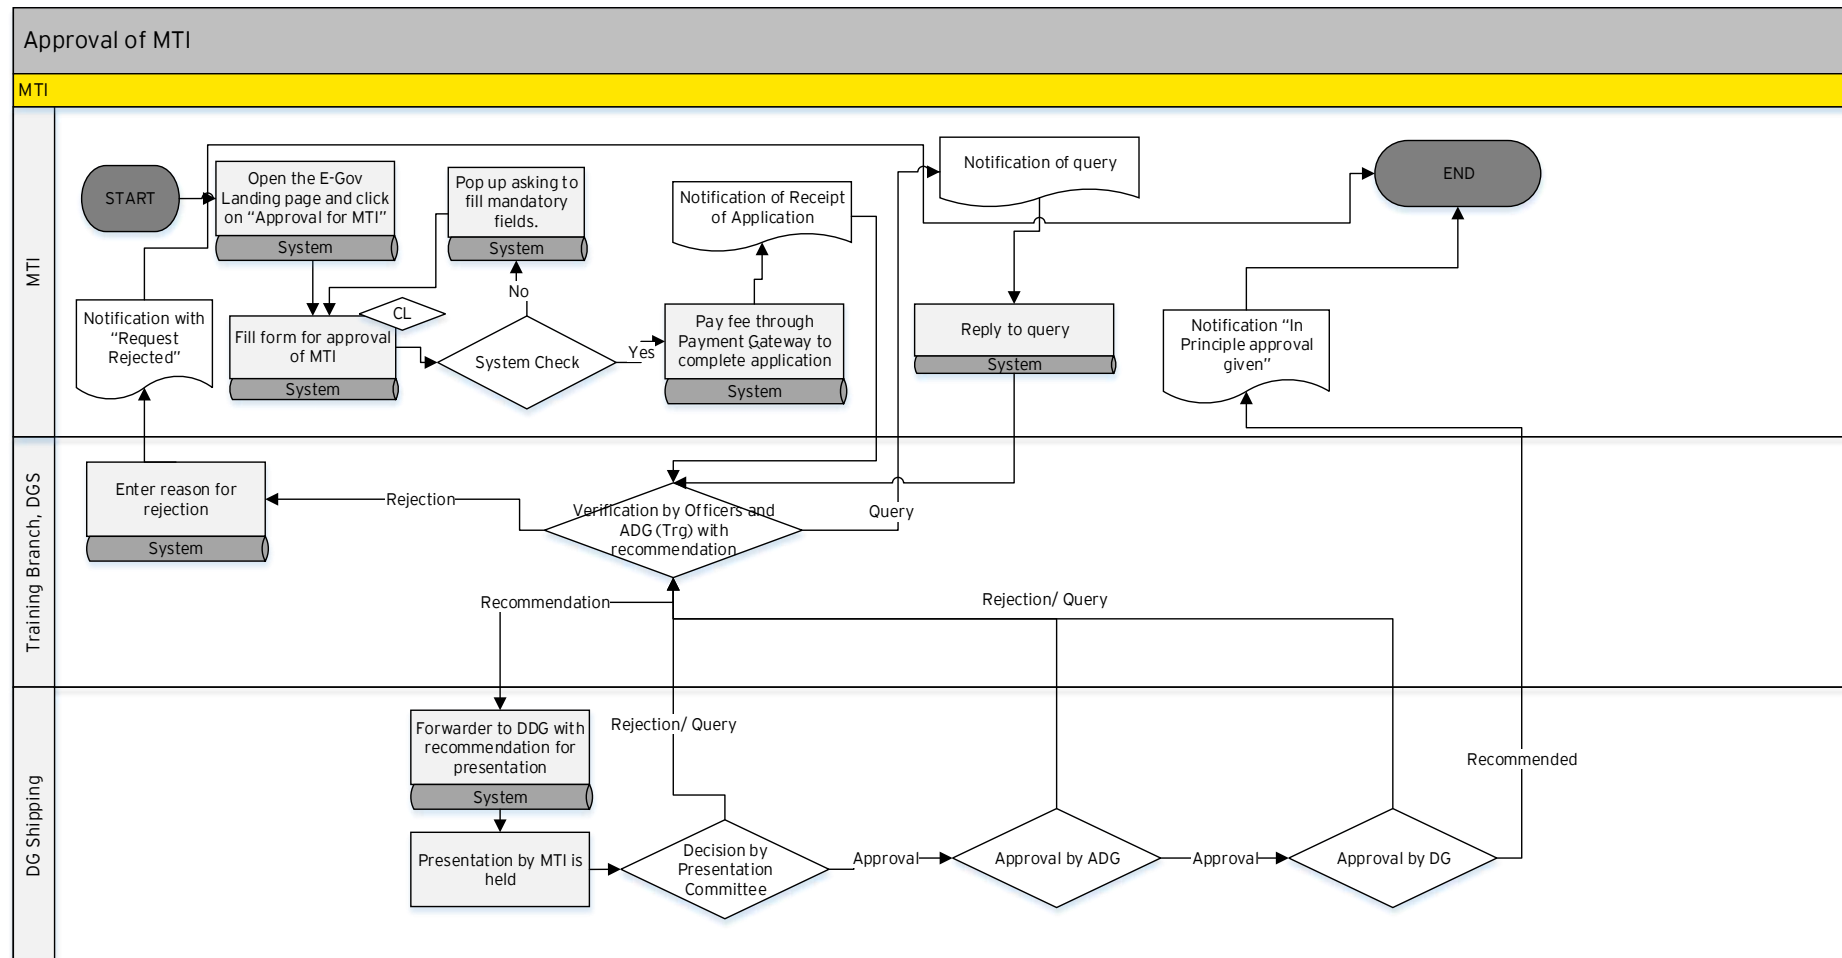 Approval of MTI
MTI
MTI
START
Open the E-Gov
Landing page and click
on “Approval for MTI”
System
Pop up asking to
fill mandatory
fields.
System
No
Notification of Receipt
of Application
Notification of query
END
Notification with
“Request
Rejected”
CL
Fill form for approval
of MTI
System
System Check
Yes
Pay fee through
Payment Gateway to
complete application
System
Reply to query
System
Notification “In
Principle approval
given”
Training Branch, DGS
Enter reason for
rejection
System
Rejection
Verification by Officers and
ADG (Trg) with
recommendation
Query
Recommendation
Rejection/ Query
DG Shipping
Forwarder to DDG with
recommendation for
presentation
System
Rejection/ Query
Recommended
Presentation by MTI is
held
Decision by
Presentation
Committee
Approval
Approval by ADG
Approval
Approval by DG